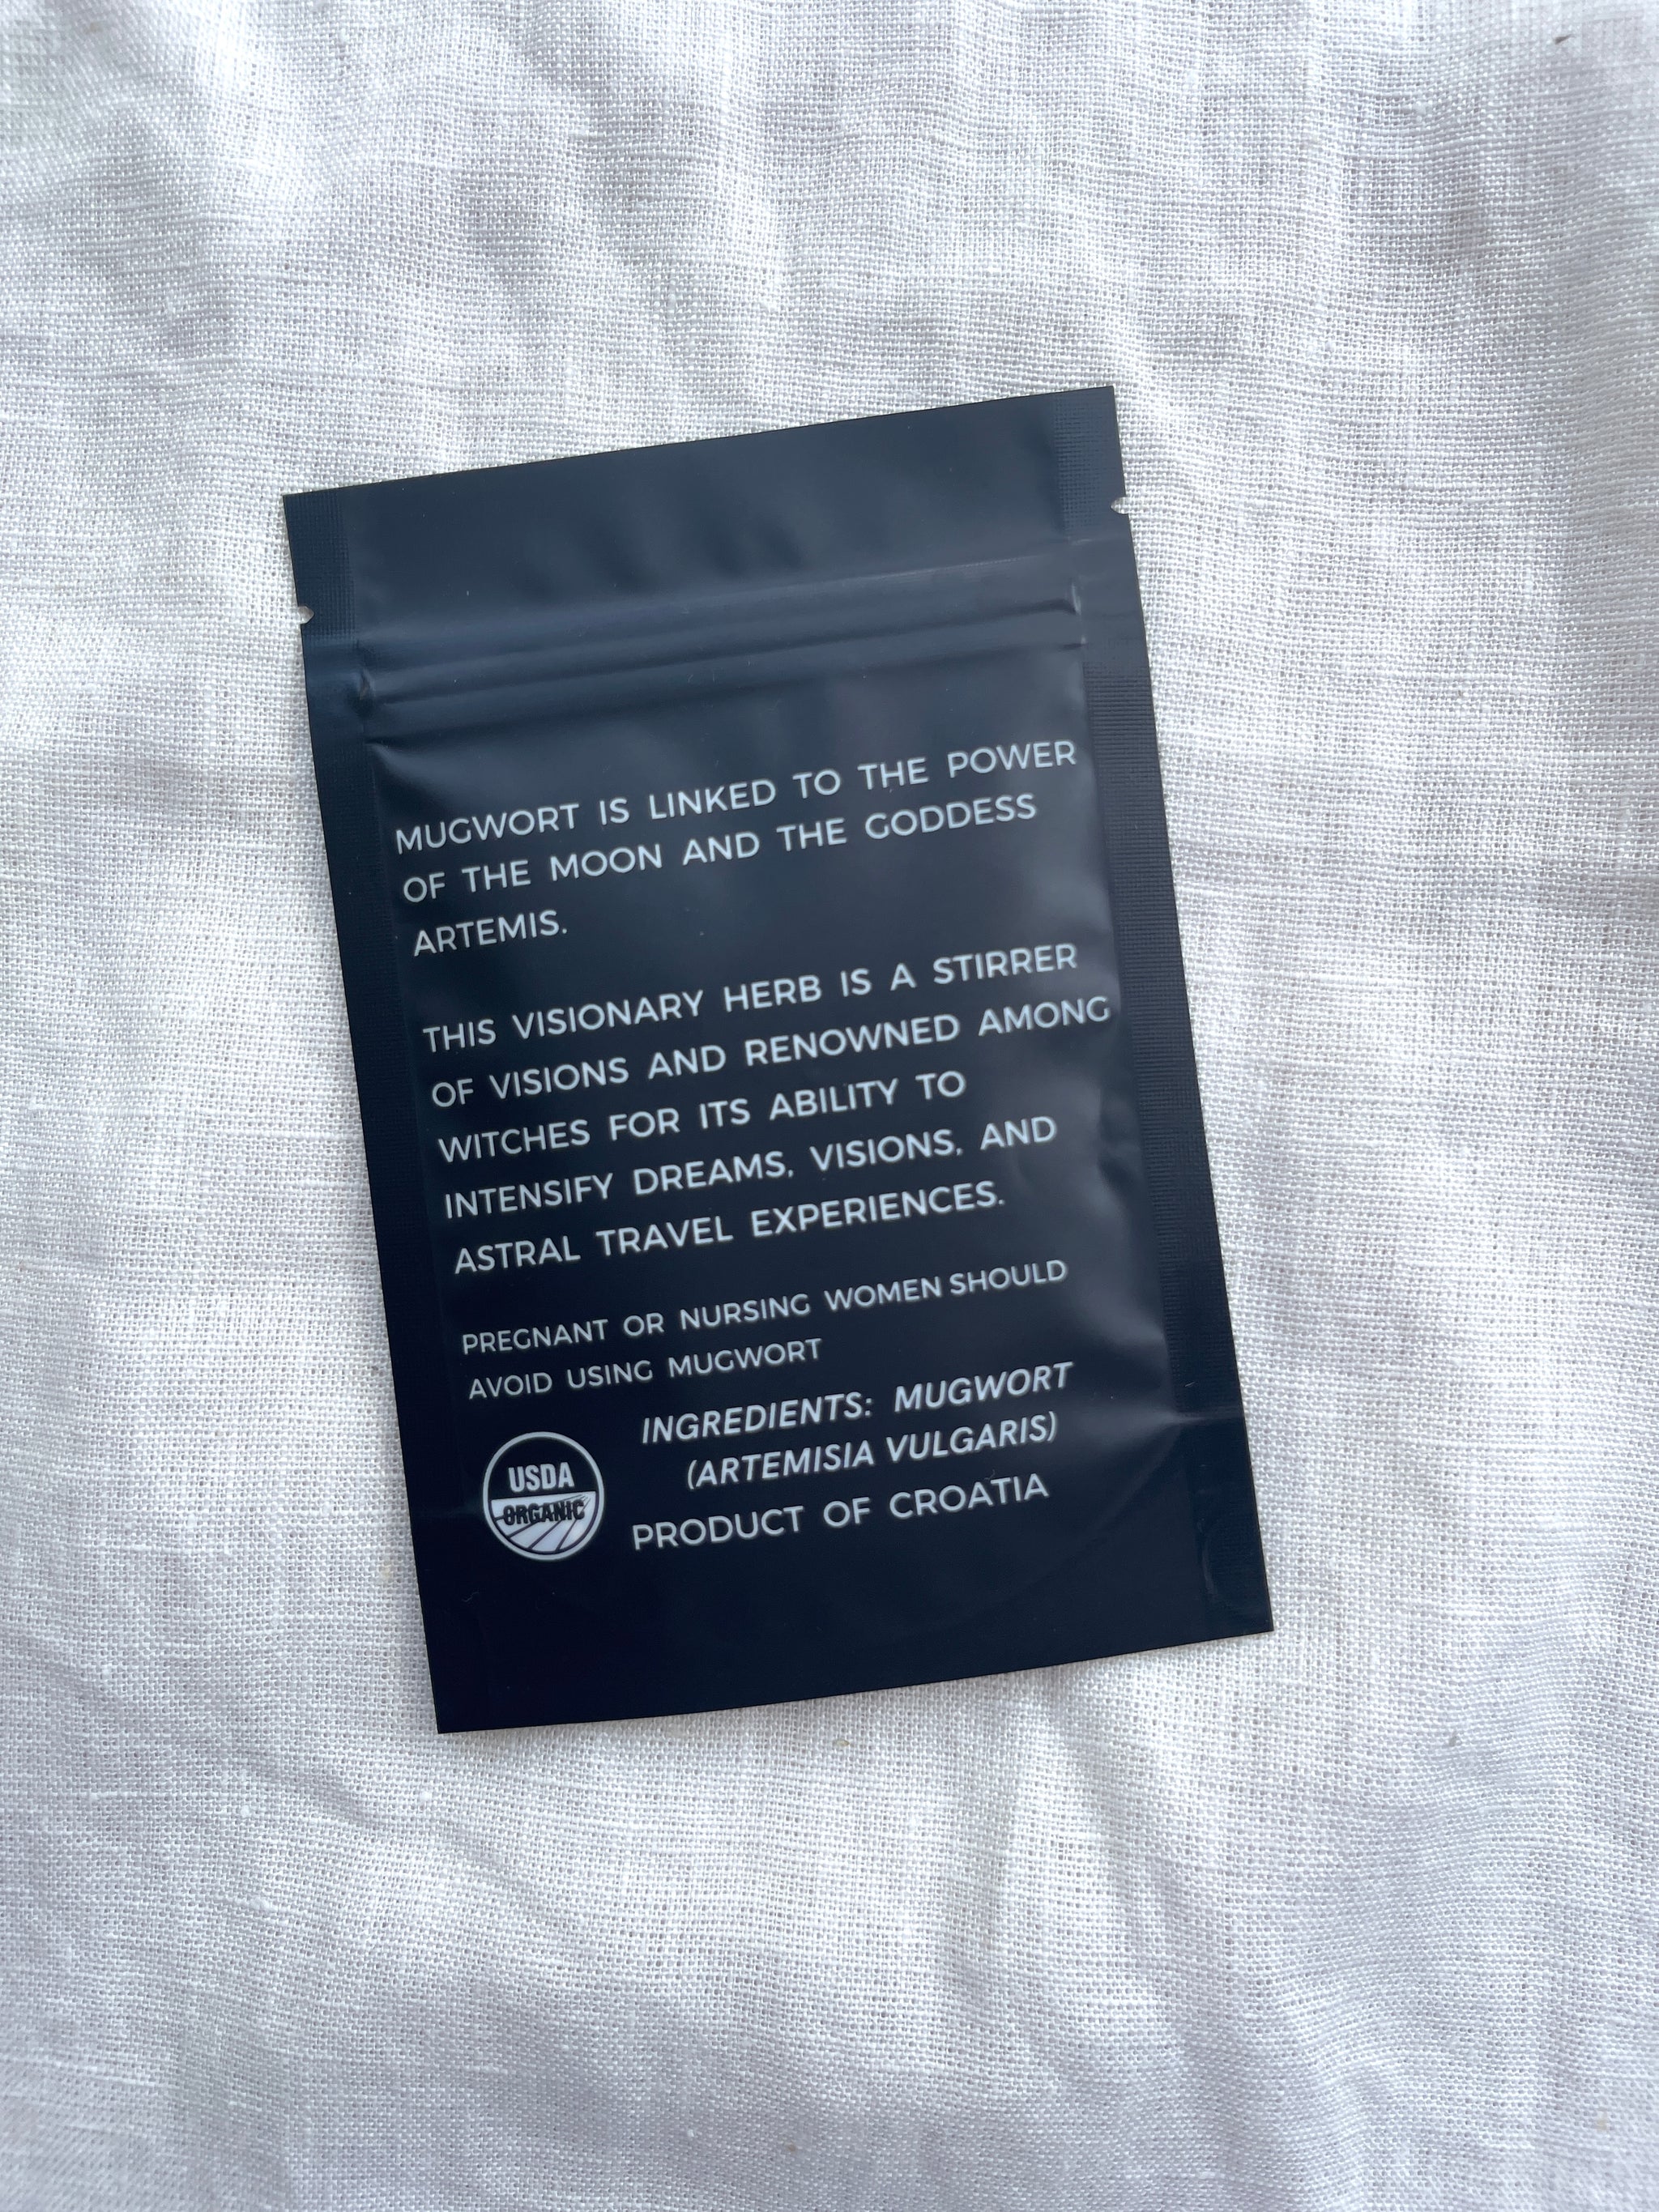 MUGWORT IS LINKED TO THE POWER
OF THE MOON AND THE GODDESS
ARTEMIS.
THIS VISIONARY HERB IS A STIRRER
OF VISIONS AND RENOWNED AMONG
WITCHES FOR ITS ABILITY TO
INTENSIFY DREAMS, VISIONS, AND
ASTRAL TRAVEL EXPERIENCES.
PREGNANT OR NURSING WOMEN SHOULD
AVOID USING MUGWORT
INGREDIENTS: MUGWORT
(ARTEMISIA VULGARIS)
PRODUCT OF CROATIA
USDA
ORGANIC